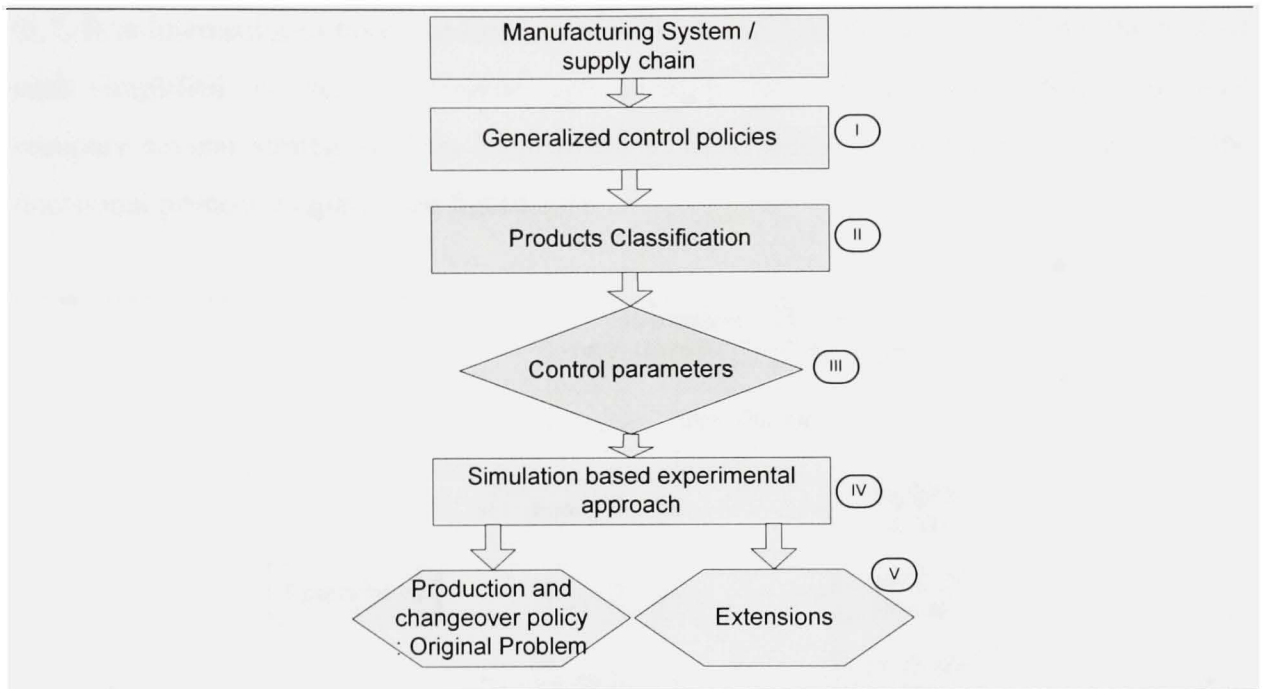 Manufacturing System /
supply chain
Generalized control policies
I
Products Classification
II
Control parameters
III
Simulation based experimental
approach
IV
Production and
changeover policy
: Original Problem
V
Extensions